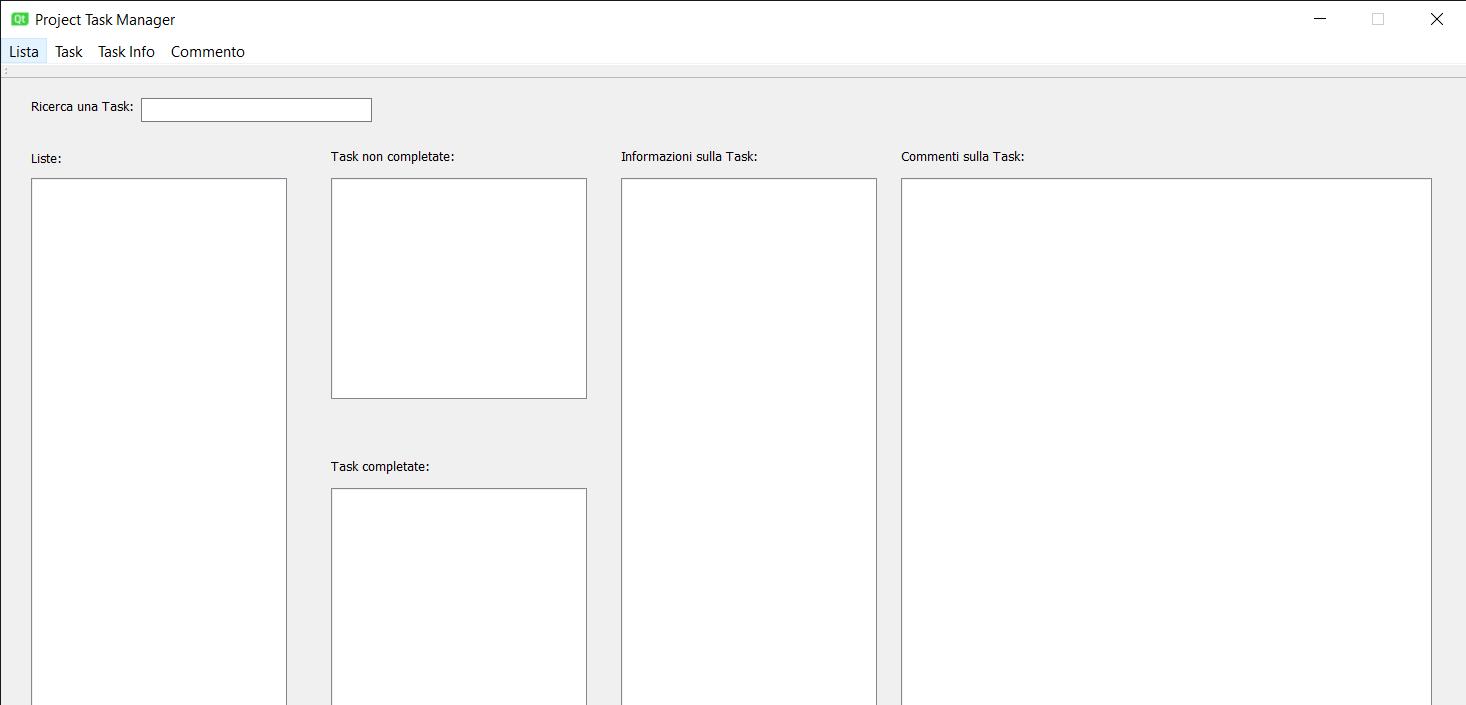 Qt Project Task Manager
Lista Task Task Info Commento
Ricerca una Task:
Liste:
Task non completate:
Informazioni sulla Task:
Commenti sulla Task:
Task completate: